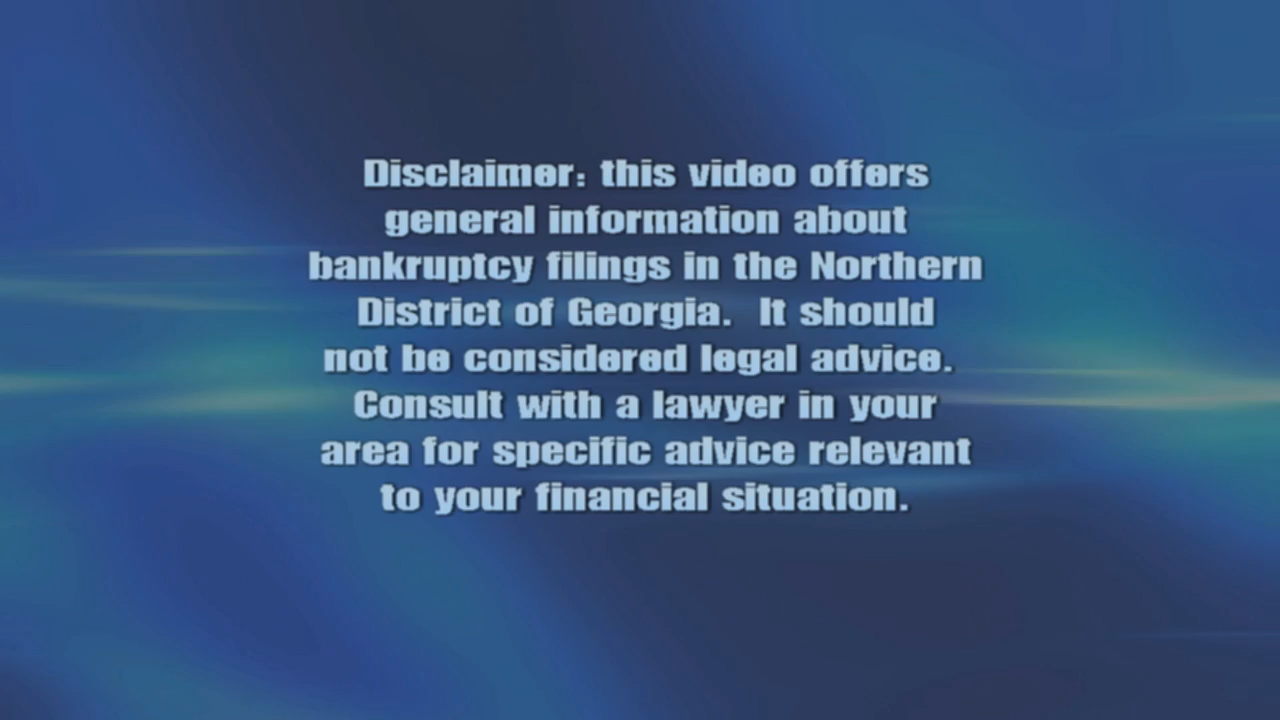 Disclaimer: this video offers
general information about
bankruptcy filings in the Northern
District of Georgia. It should
not be considered legal advice.
Consult with a lawyer in your
area for specific advice relevant
to your financial situation.